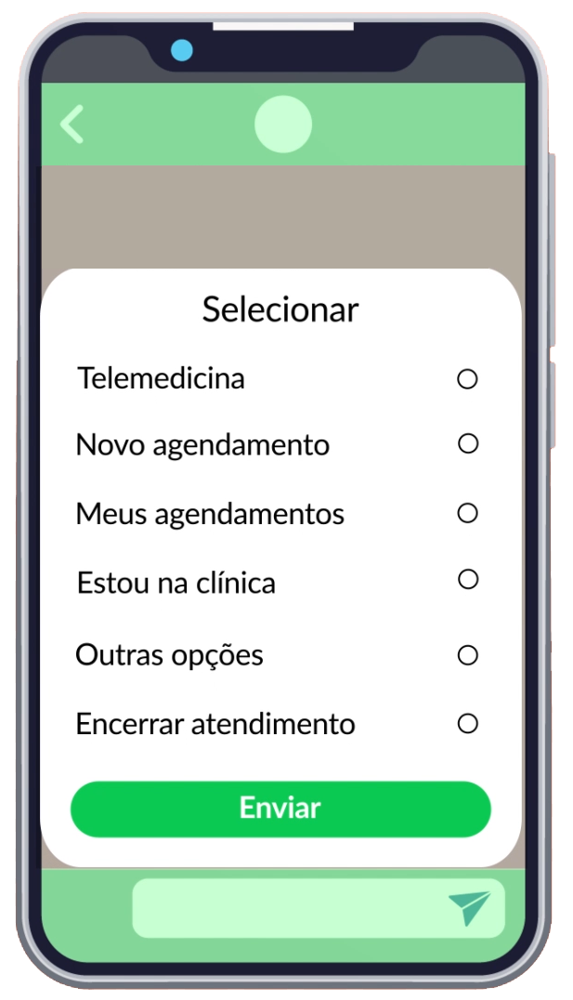 Selecionar
Telemedicina
Novo agendamento
Meus agendamentos
Estou na clínica
Outras opções
Encerrar atendimento
Enviar